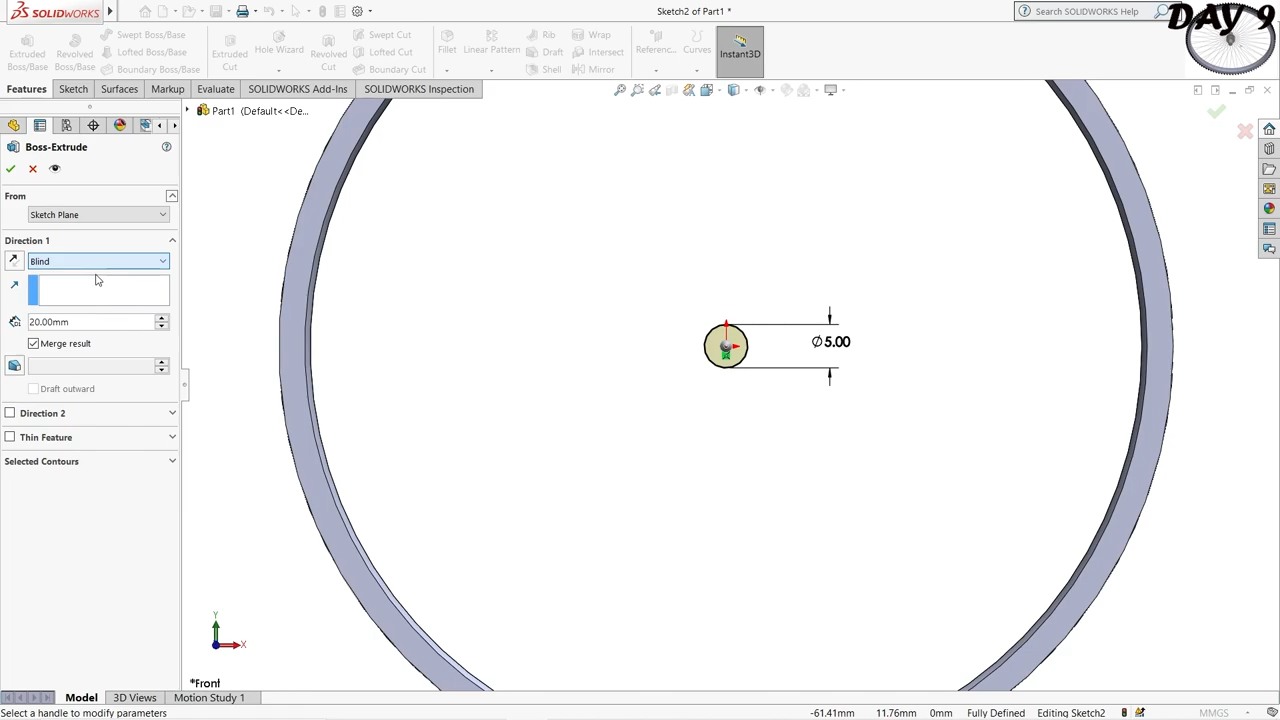 SOLIDWORKS
Sketch2 of Part1 *
Search SOLIDWORKS Help
DAY 9
Extruded
Boss/Base
Revolved
Boss/Base
Swept Boss/Base
Lofted Boss/Base
Boundary Boss/Base
Extruded
Cut
Hole Wizard
Revolved
Cut
Swept Cut
Lofted Cut
Boundary Cut
Fillet
Linear Pattern
Rib
Draft
Shell
Wrap
Intersect
Mirror
Referenc...
Curves
Instant3D
Features
Sketch
Surfaces
Markup
Evaluate
SOLIDWORKS Add-Ins
SOLIDWORKS Inspection
Part1 (Default<<De...
Boss-Extrude
From
Sketch Plane
Direction 1
Blind
20.00mm
Merge result
Draft outward
Direction 2
Thin Feature
Selected Contours
∅5.00
Y
X
*Front
Model
3D Views
Motion Study 1
Select a handle to modify parameters
-61.41mm
11.76mm
0mm
Fully Defined
Editing Sketch2
MMGS